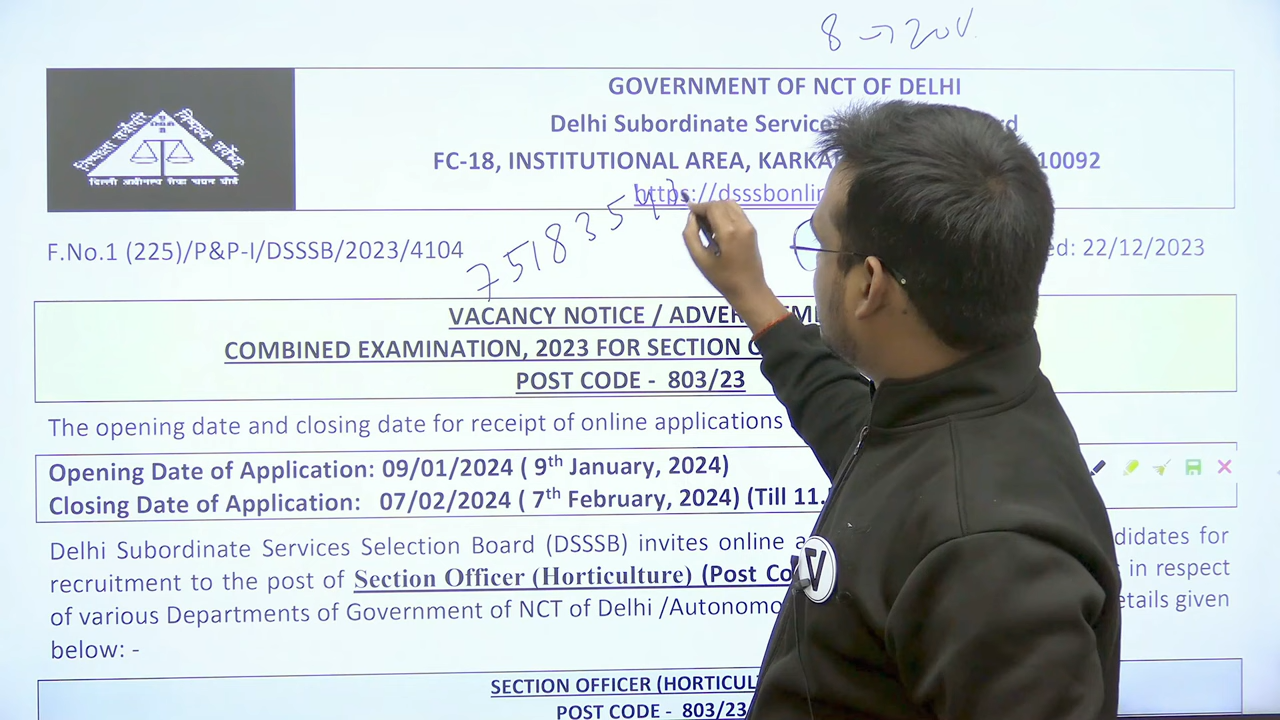 8 → 20
GOVERNMENT OF NCT OF DELHI
Delhi Subordinate Service
FC-18, INSTITUTIONAL AREA, KARKA 10092
https://dsssbonlin
F.No.1 (225)/P&P-I/DSSSB/2023/4104 ed: 22/12/2023
7518354
VACANCY NOTICE / ADVER
COMBINED EXAMINATION, 2023 FOR SECTION
POST CODE - 803/23
The opening date and closing date for receipt of online applications
Opening Date of Application: 09/01/2024 ( 9th January, 2024)
Closing Date of Application: 07/02/2024 ( 7th February, 2024) (Till 11.
Delhi Subordinate Services Selection Board (DSSSB) invites online a didates for
recruitment to the post of Section Officer (Horticulture) (Post Co in respect
of various Departments of Government of NCT of Delhi /Autonomo etails given
below: -
SECTION OFFICER (HORTICUL
POST CODE - 803/23